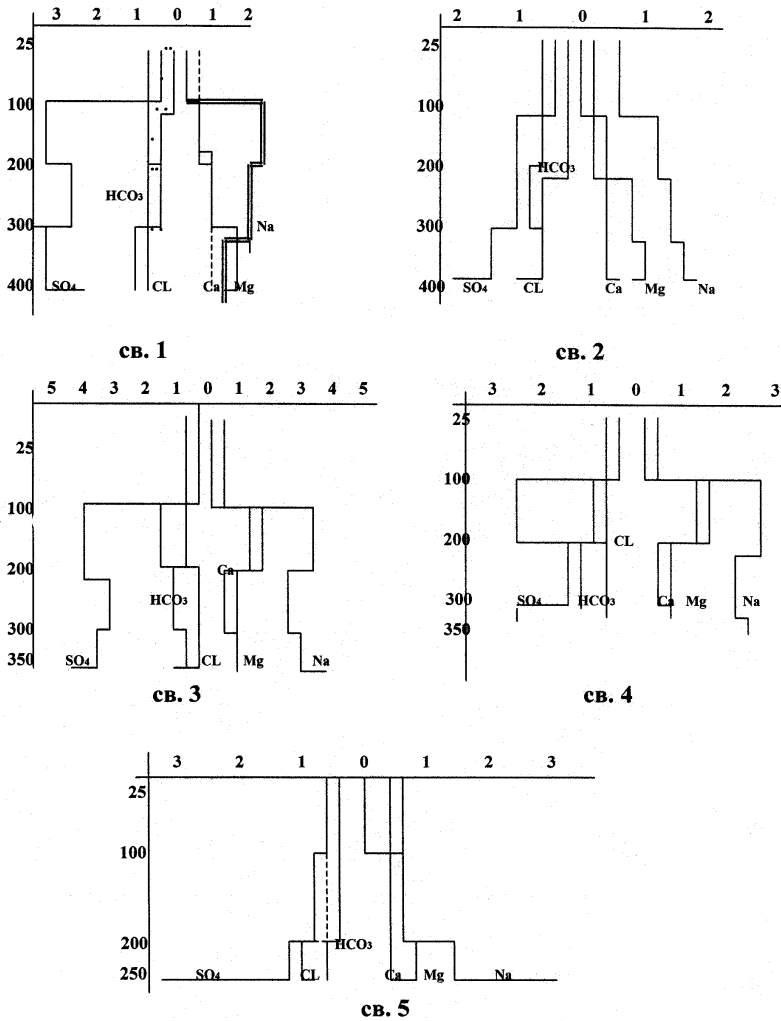 3 2 1 0 1 2
25
100
200
300
400
HCO3
Na
SO4 CL Ca Mg
св. 1
2 1 0 1 2
25
100
200
300
400
HCO3
SO4 CL Ca Mg Na
св. 2
5 4 3 2 1 0 1 2 3 4 5
25
100
200
300
350
Ca
HCO3
SO4 CL Mg Na
св. 3
3 2 1 0 1 2 3
25
100
200
300
350
CL
SO4 HCO3 Ca Mg Na
св. 4
3 2 1 0 1 2 3
25
100
200
250
HCO3
SO4 CL Ca Mg Na
св. 5